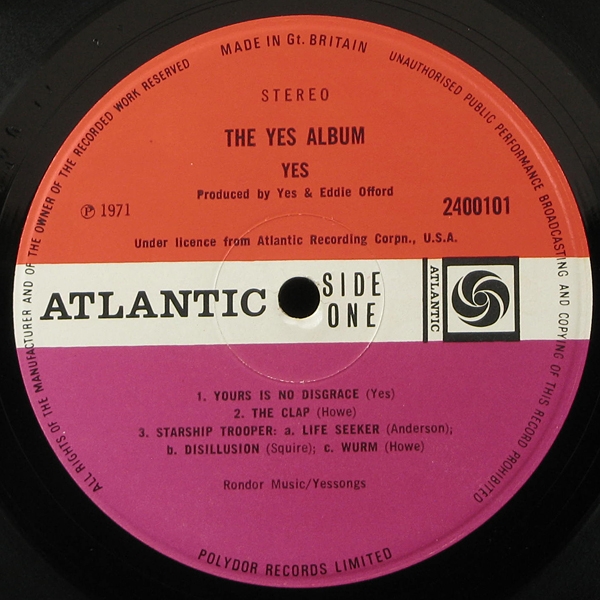 MADE IN Gt. BRITAIN
UNAUTHORISED PUBLIC PERFORMANCE BROADCASTING AND COPYING OF THIS RECORD PROHIBITED
ALL RIGHTS OF THE MANUFACTURER AND OF THE OWNER OF THE RECORDED WORK RESERVED
STEREO
THE YES ALBUM
YES
Produced by Yes & Eddie Offord
℗ 1971
2400101
Under licence from Atlantic Recording Corpn., U.S.A.
ATLANTIC
SIDE
ONE
ATLANTIC
1. YOURS IS NO DISGRACE (Yes)
2. THE CLAP (Howe)
3. STARSHIP TROOPER: a. LIFE SEEKER (Anderson);
b. DISILLUSION (Squire); c. WURM (Howe)
Rondor Music/Yessongs
POLYDOR RECORDS LIMITED